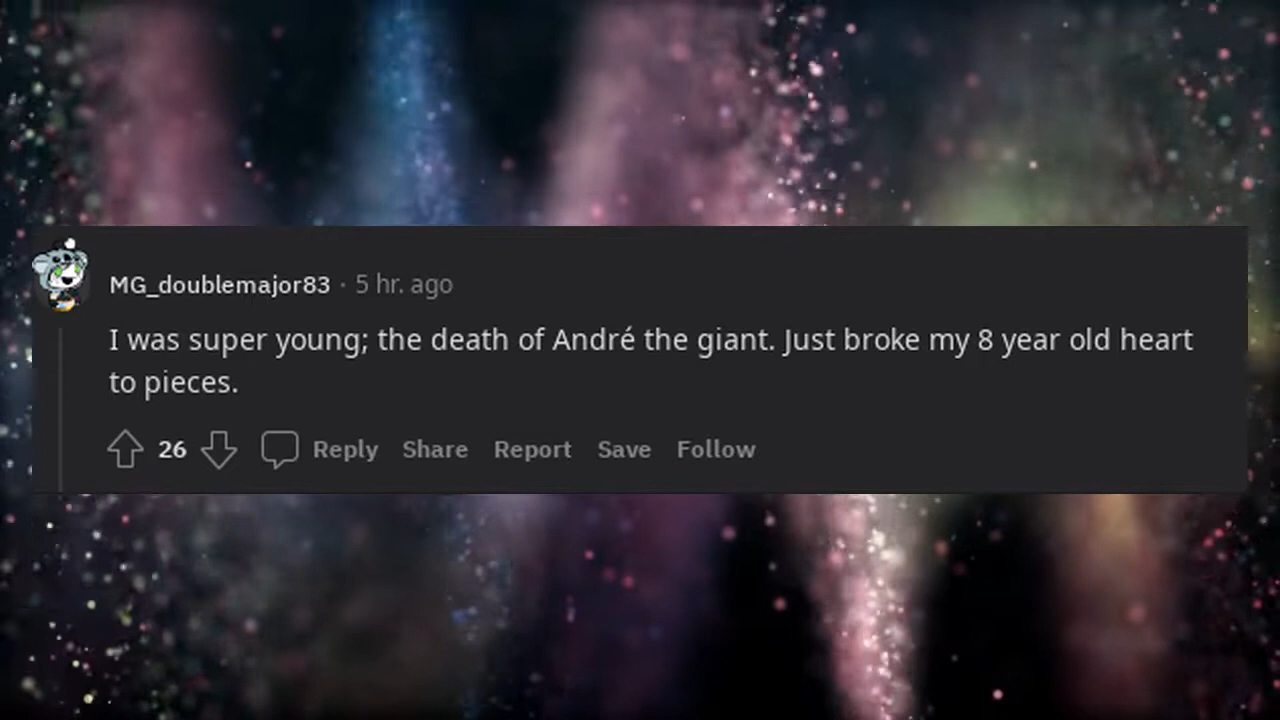 MG_doublemajor83 · 5 hr. ago
I was super young; the death of André the giant. Just broke my 8 year old heart
to pieces.
26 Reply Share Report Save Follow